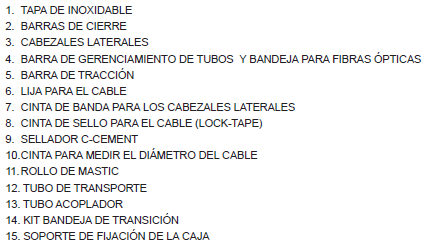 1. TAPA DE INOXIDABLE
2. BARRAS DE CIERRE
3. CABEZALES LATERALES
4. BARRA DE GERENCIAMIENTO DE TUBOS Y BANDEJA PARA FIBRAS ÓPTICAS
5. BARRA DE TRACCIÓN
6. LIJA PARA EL CABLE
7. CINTA DE BANDA PARA LOS CABEZALES LATERALES
8. CINTA DE SELLO PARA EL CABLE (LOCK-TAPE)
9. SELLADOR C-CEMENT
10.CINTA PARA MEDIR EL DIÁMETRO DEL CABLE
11.ROLLO DE MASTIC
12. TUBO DE TRANSPORTE
13. TUBO ACOPLADOR
14. KIT BANDEJA DE TRANSICIÓN
15. SOPORTE DE FIJACIÓN DE LA CAJA